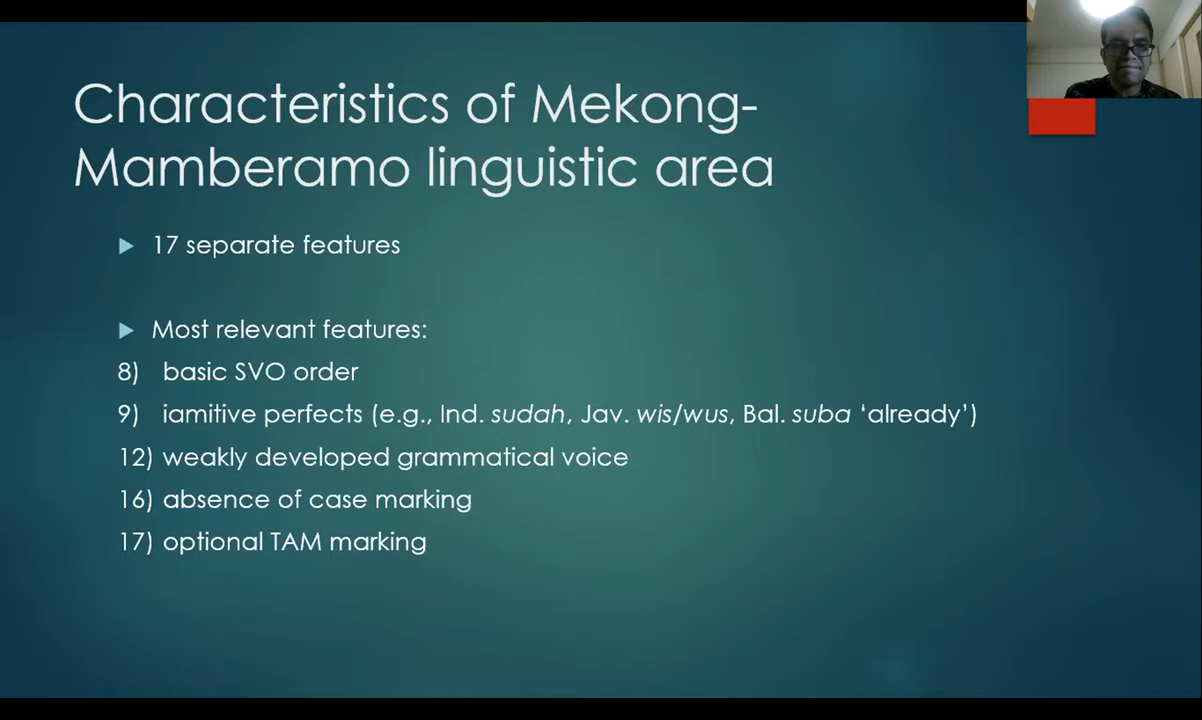 Characteristics of Mekong-
Mamberamo linguistic area
17 separate features
Most relevant features:
8) basic SVO order
9) iamitive perfects (e.g., Ind. sudah, Jav. wis/wus, Bal. suba ‘already’)
12) weakly developed grammatical voice
16) absence of case marking
17) optional TAM marking